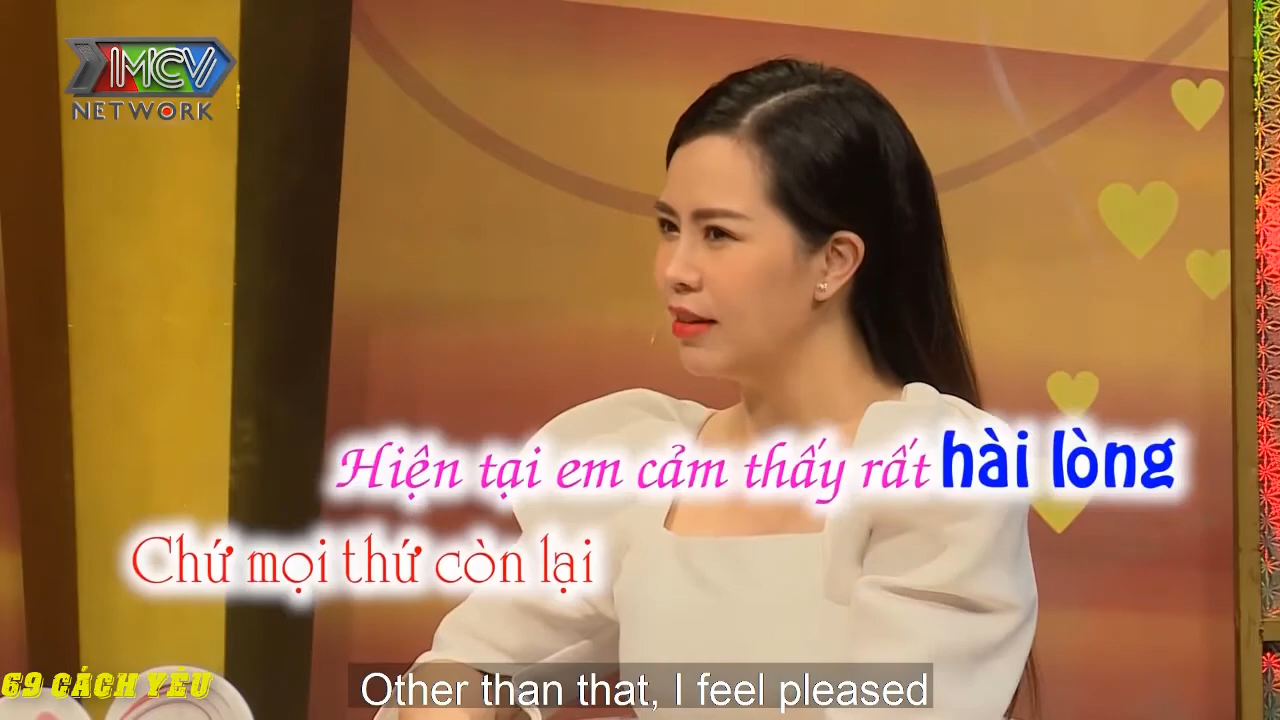 MCV
NETWORK
Hiện tại em cảm thấy rất hài lòng
Chứ mọi thứ còn lại
69 CÁCH YÊU
Other than that, I feel pleased